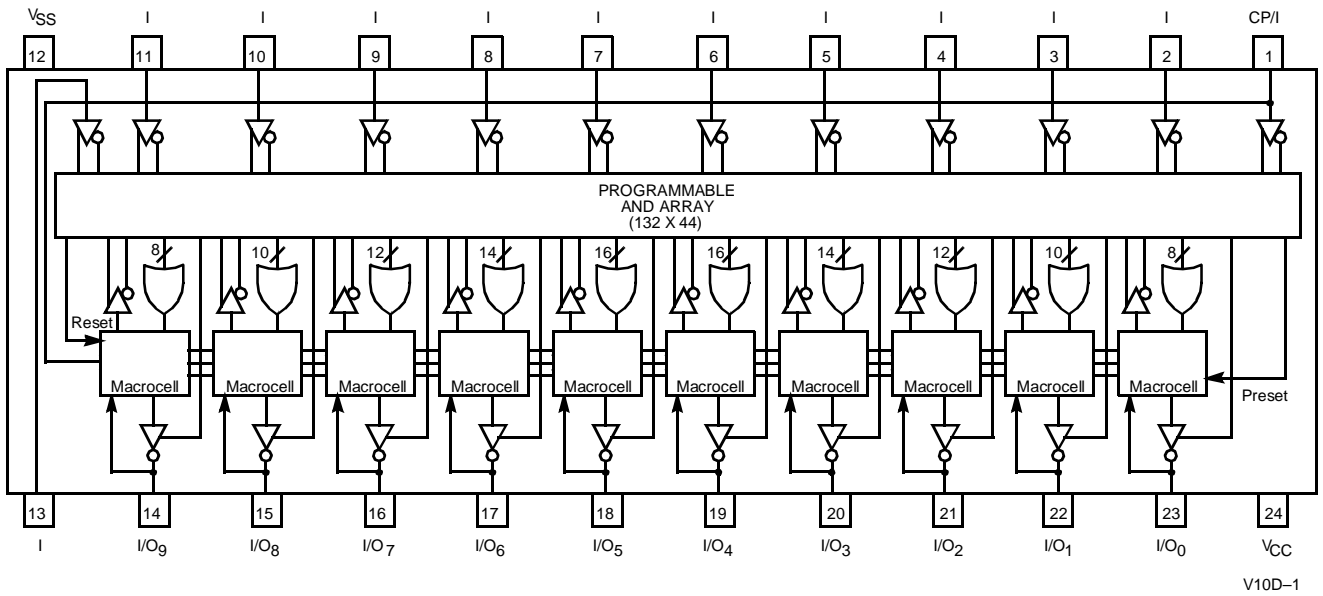 VSS I I I I I I I I I I CP/I
12 11 10 9 8 7 6 5 4 3 2 1
PROGRAMMABLE
AND ARRAY
(132 X 44)
8 10 12 14 16 16 14 12 10 8
Reset
Macrocell Macrocell Macrocell Macrocell Macrocell Macrocell Macrocell Macrocell Macrocell Macrocell
Preset
13 14 15 16 17 18 19 20 21 22 23 24
I I/O9 I/O8 I/O7 I/O6 I/O5 I/O4 I/O3 I/O2 I/O1 I/O0 VCC
V10D–1